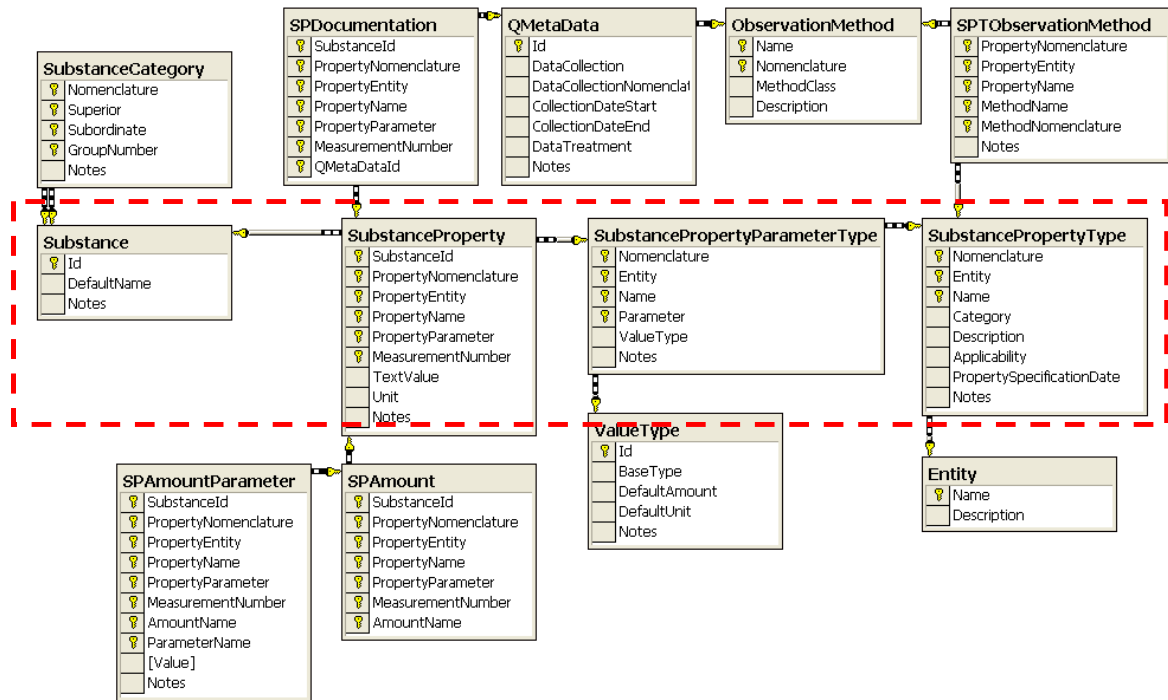 SPDocumentation
SubstanceId
PropertyNomenclature
PropertyEntity
PropertyName
PropertyParameter
MeasurementNumber
QMetaDataId
QMetaData
Id
DataCollection
DataCollectionNomenclat
CollectionDateStart
CollectionDateEnd
DataTreatment
Notes
ObservationMethod
Name
Nomenclature
MethodClass
Description
SPTObservationMethod
PropertyNomenclature
PropertyEntity
PropertyName
MethodName
MethodNomenclature
Notes
SubstanceCategory
Nomenclature
Superior
Subordinate
GroupNumber
Notes
Substance
Id
DefaultName
Notes
SubstanceProperty
SubstanceId
PropertyNomenclature
PropertyEntity
PropertyName
PropertyParameter
MeasurementNumber
TextValue
Unit
Notes
SubstancePropertyParameterType
Nomenclature
Entity
Name
Parameter
ValueType
Notes
SubstancePropertyType
Nomenclature
Entity
Name
Category
Description
Applicability
PropertySpecificationDate
Notes
ValueType
Id
BaseType
DefaultAmount
DefaultUnit
Notes
Entity
Name
Description
SPAmountParameter
SubstanceId
PropertyNomenclature
PropertyEntity
PropertyName
PropertyParameter
MeasurementNumber
AmountName
ParameterName
[Value]
Notes
SPAmount
SubstanceId
PropertyNomenclature
PropertyEntity
PropertyName
PropertyParameter
MeasurementNumber
AmountName